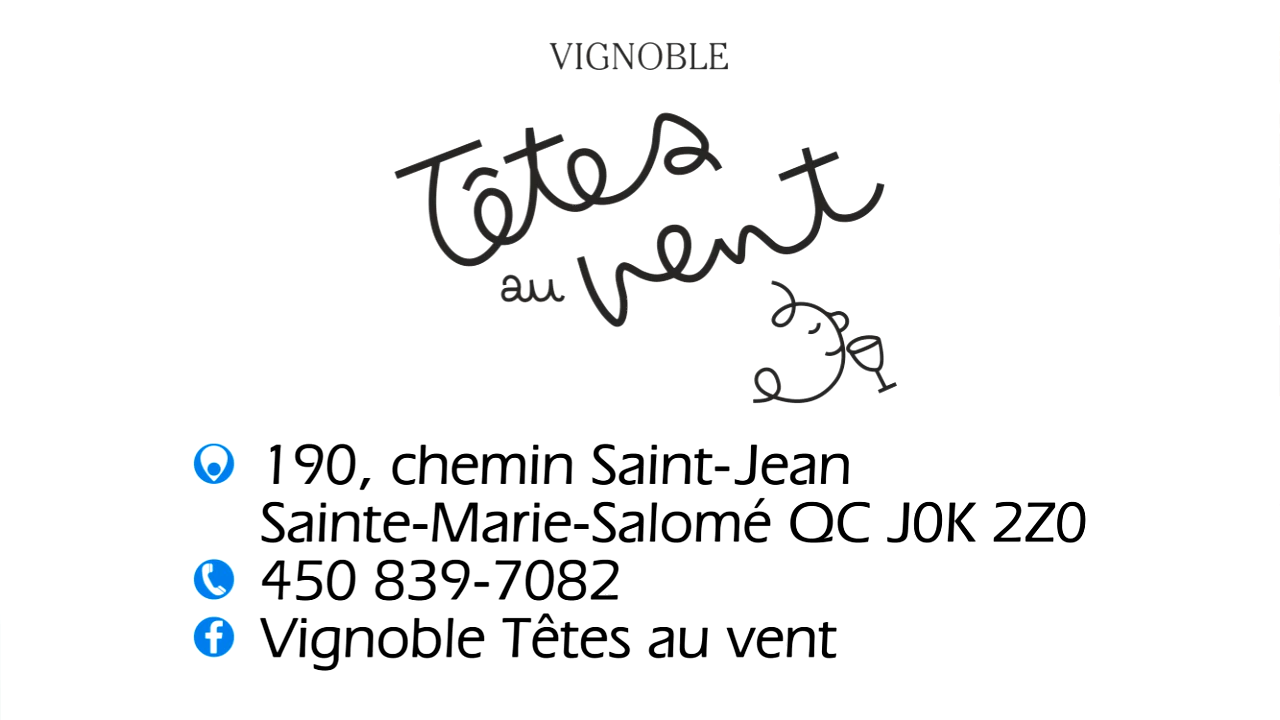 VIGNOBLE
Têtes
au vent
190, chemin Saint-Jean
Sainte-Marie-Salomé QC J0K 2Z0
450 839-7082
Vignoble Têtes au vent